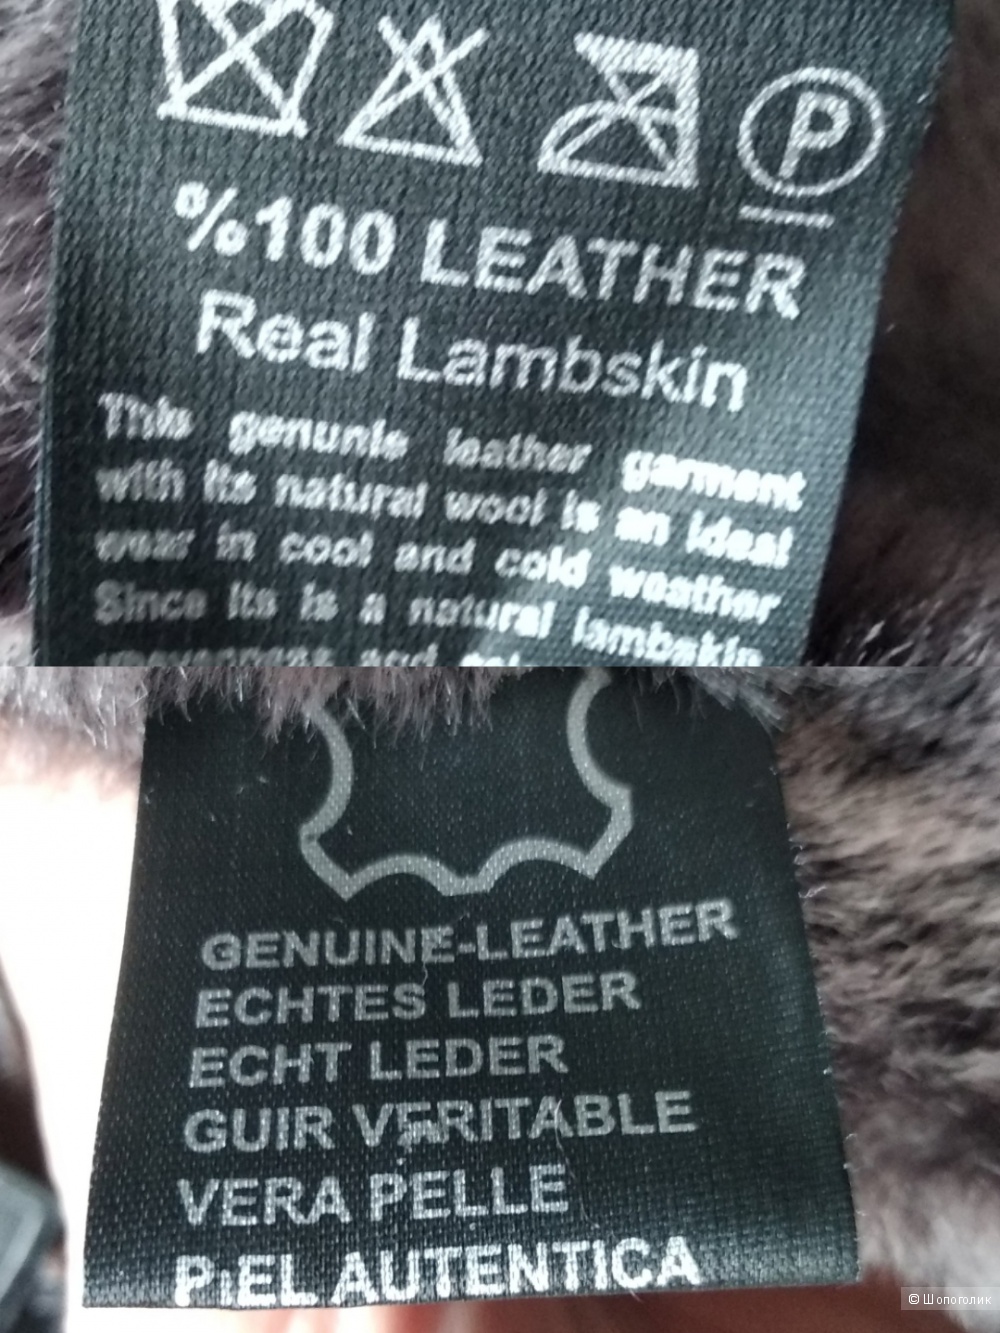 P
%100 LEATHER
Real Lambskin
This genunie leather garment
with its natural wool is an ideal
wear in cool and cold weather
Since its is a natural lambskin
and
GENUINE-LEATHER
ECHTES LEDER
ECHT LEDER
GUIR VERITABLE
VERA PELLE
PiEL AUTENTICA
© Шопоголик